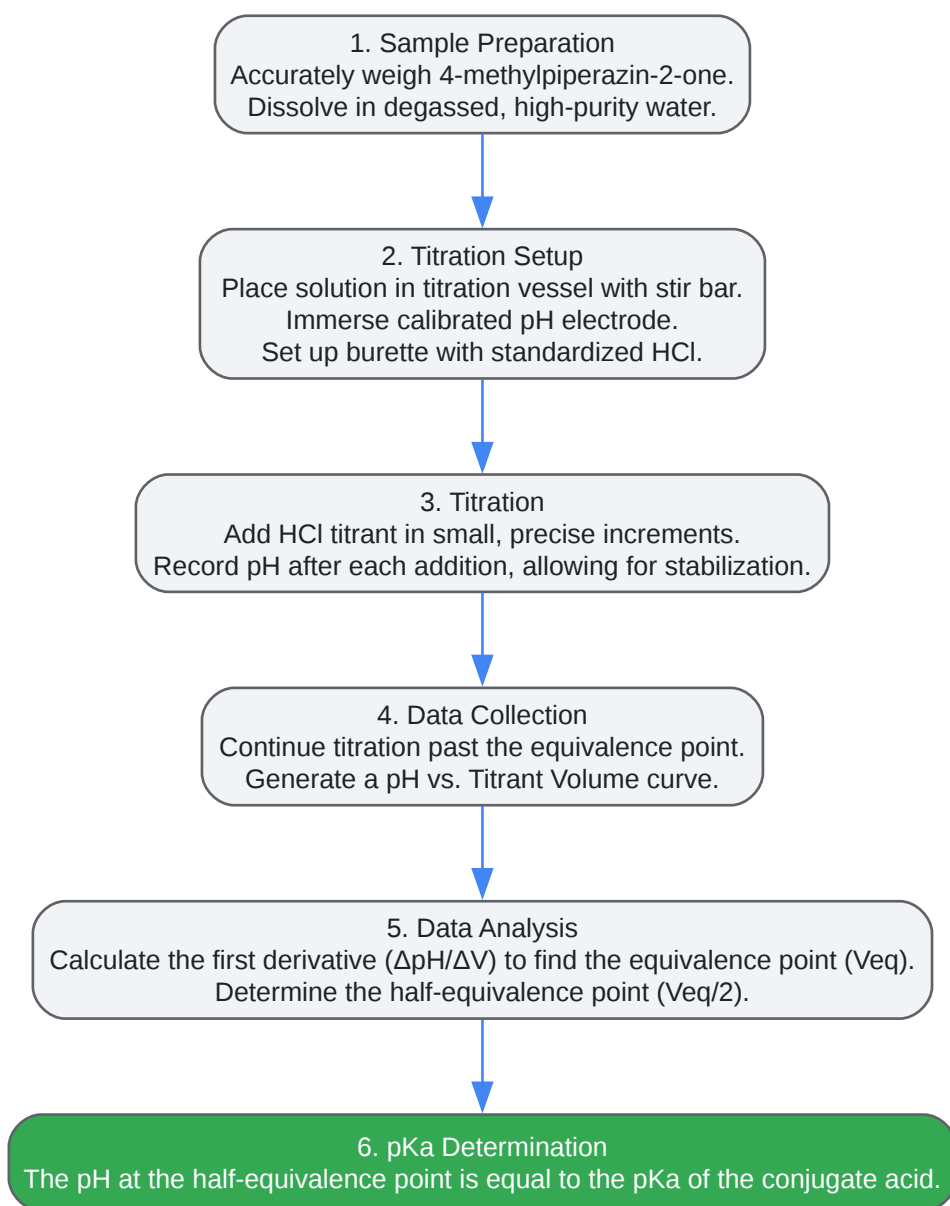 1. Sample Preparation
Accurately weigh 4-methylpiperazin-2-one.
Dissolve in degassed, high-purity water.
2. Titration Setup
Place solution in titration vessel with stir bar.
Immerse calibrated pH electrode.
Set up burette with standardized HCl.
3. Titration
Add HCl titrant in small, precise increments.
Record pH after each addition, allowing for stabilization.
4. Data Collection
Continue titration past the equivalence point.
Generate a pH vs. Titrant Volume curve.
5. Data Analysis
Calculate the first derivative (ΔpH/ΔV) to find the equivalence point (Veq).
Determine the half-equivalence point (Veq/2).
6. pKa Determination
The pH at the half-equivalence point is equal to the pKa of the conjugate acid.